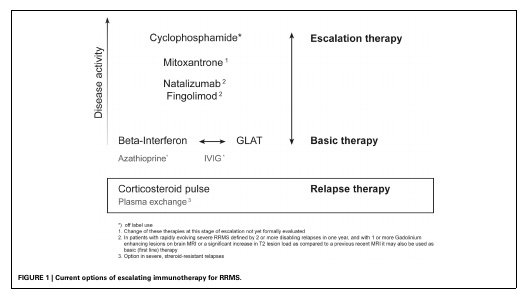 Disease activity
Cyclophosphamide*
Escalation therapy
Mitoxantrone 1
Natalizumab 2
Fingolimod 2
Beta-Interferon GLAT Basic therapy
Azathioprine* IVIG *
Corticosteroid pulse Relapse therapy
Plasma exchange 3
*) off label use
1. Change of these therapies at this stage of escalation not yet formally evaluated
2. In patients with rapidly evolving severe RRMS defined by 2 or more disabling relapses in one year, and with 1 or more Gadolinium
enhancing lesions on brain MRI or a significant increase in T2 lesion load as compared to a previous recent MRI it may also be used as
basic (first line) therapy
3. Option in severe, streroid-resistant relapses
FIGURE 1 | Current options of escalating immunotherapy for RRMS.